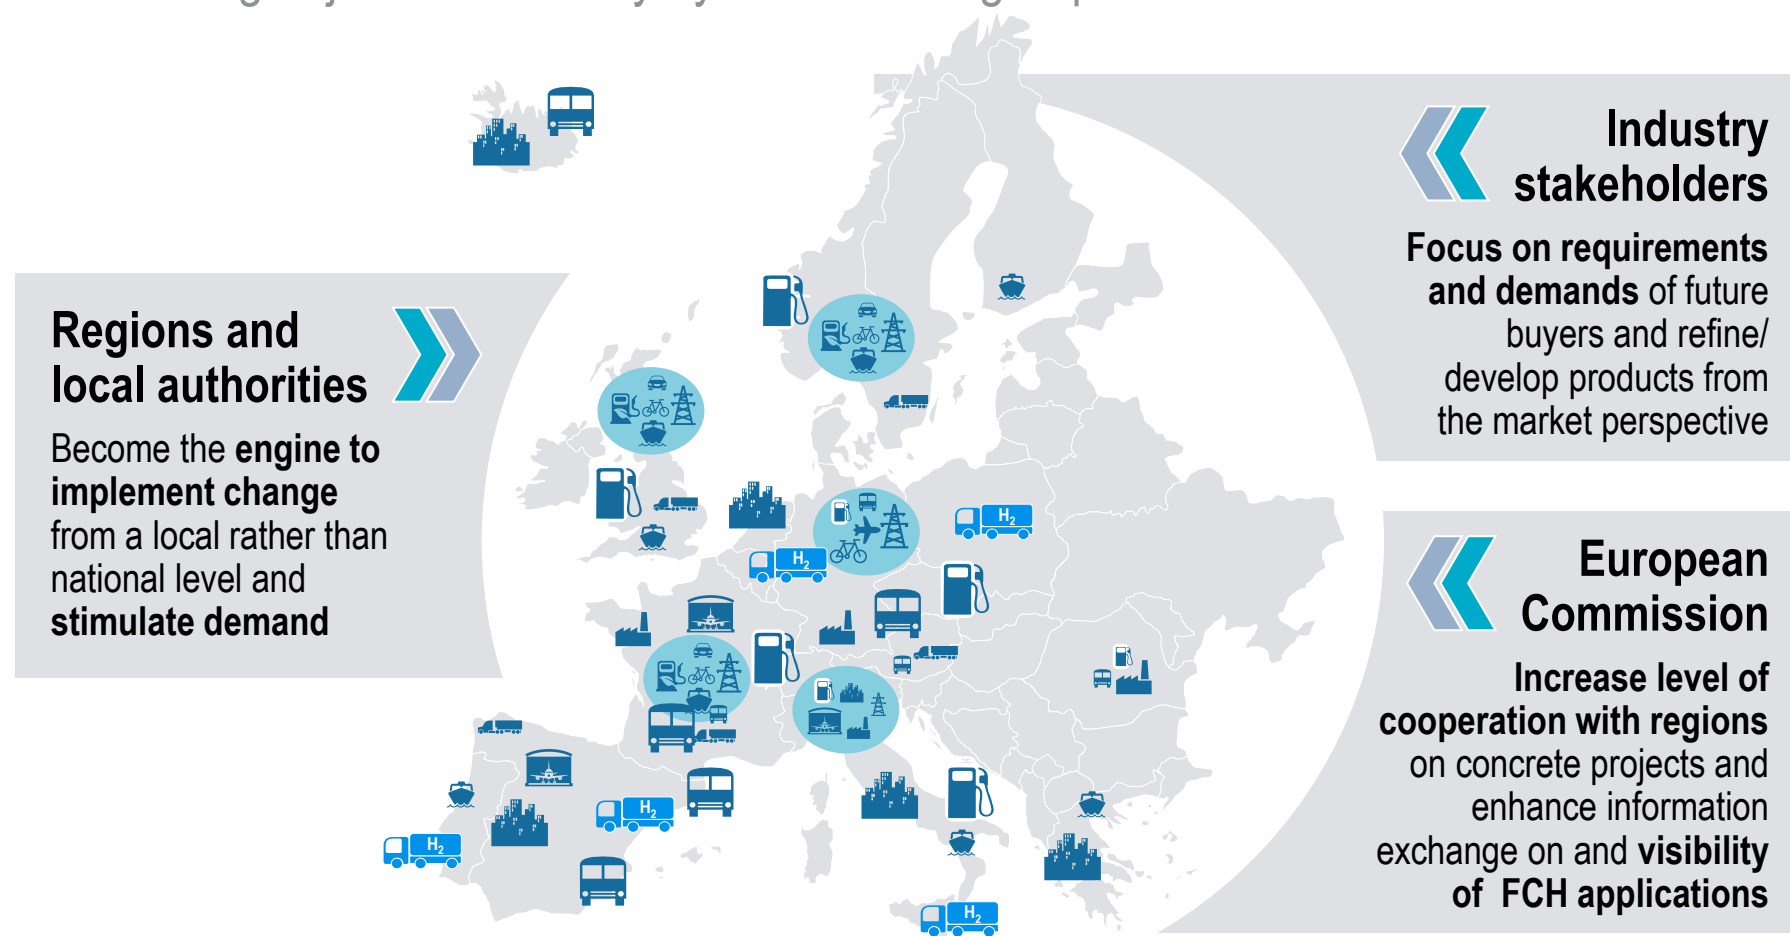 Regions and
local authorities
Become the engine to
implement change
from a local rather than
national level and
stimulate demand
Industry
stakeholders
Focus on requirements
and demands of future
buyers and refine/
develop products from
the market perspective
European
Commission
Increase level of
cooperation with regions
on concrete projects and
enhance information
exchange on and visibility
of FCH applications
H2
H2
H2
H2
H2